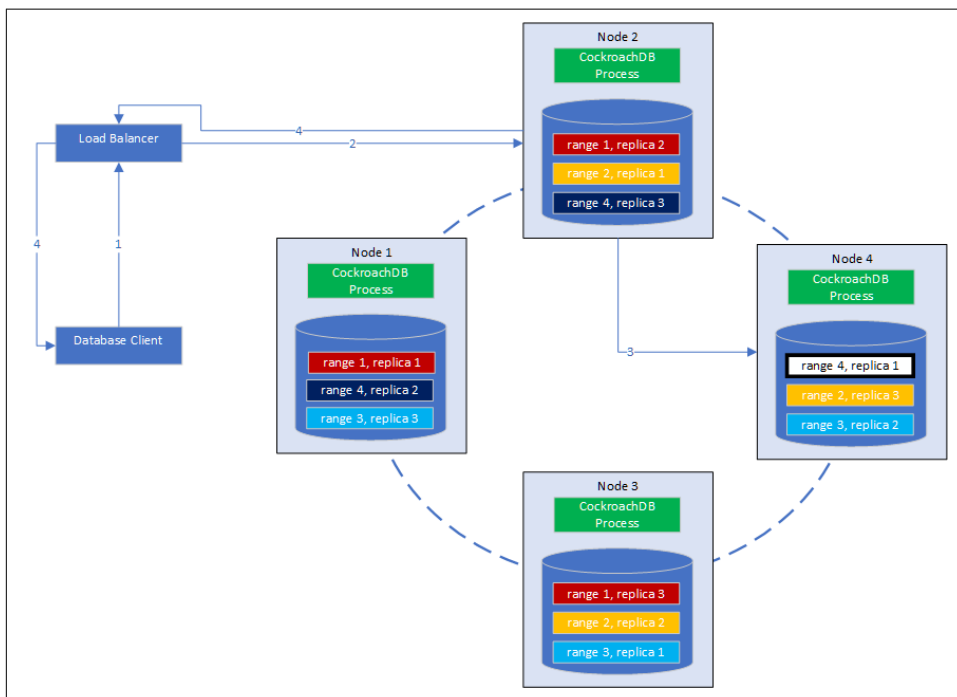 Node 2
CockroachDB
Process
range 1, replica 2
range 2, replica 1
range 4, replica 3
Load Balancer
4
2
4
1
Database Client
Node 1
CockroachDB
Process
range 1, replica 1
range 4, replica 2
range 3, replica 3
3
Node 4
CockroachDB
Process
range 4, replica 1
range 2, replica 3
range 3, replica 2
Node 3
CockroachDB
Process
range 1, replica 3
range 2, replica 2
range 3, replica 1